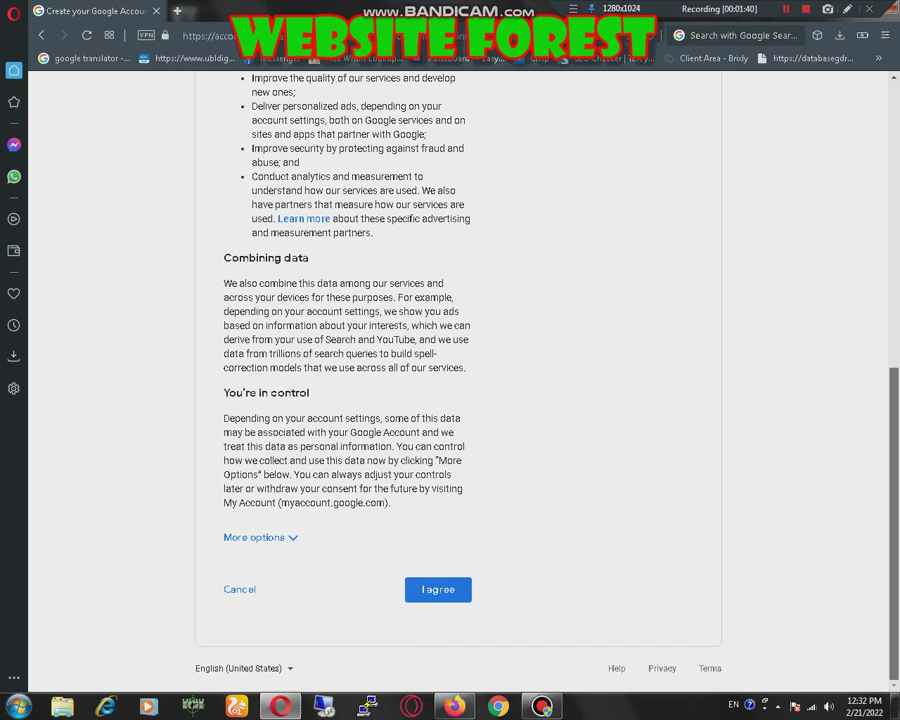 www.BANDICAM.com
1280x1024
Recording [00:01:40]
Create your Google Accou
WEBSITE FOREST
VPN
https://acco
Search with Google Sear...
google translator -...
https://www.ubldig...
Client Area - Brixly
https://databasegdr...
Improve the quality of our services and develop
new ones;
Deliver personalized ads, depending on your
account settings, both on Google services and on
sites and apps that partner with Google;
Improve security by protecting against fraud and
abuse; and
Conduct analytics and measurement to
understand how our services are used. We also
have partners that measure how our services are
used. Learn more about these specific advertising
and measurement partners.
Combining data
We also combine this data among our services and
across your devices for these purposes. For example,
depending on your account settings, we show you ads
based on information about your interests, which we can
derive from your use of Search and YouTube, and we use
data from trillions of search queries to build spell-
correction models that we use across all of our services.
You're in control
Depending on your account settings, some of this data
may be associated with your Google Account and we
treat this data as personal information. You can control
how we collect and use this data now by clicking "More
Options" below. You can always adjust your controls
later or withdraw your consent for the future by visiting
My Account (myaccount.google.com).
More options
Cancel
I agree
English (United States)
Help
Privacy
Terms
EN
12:32 PM
2/21/2022